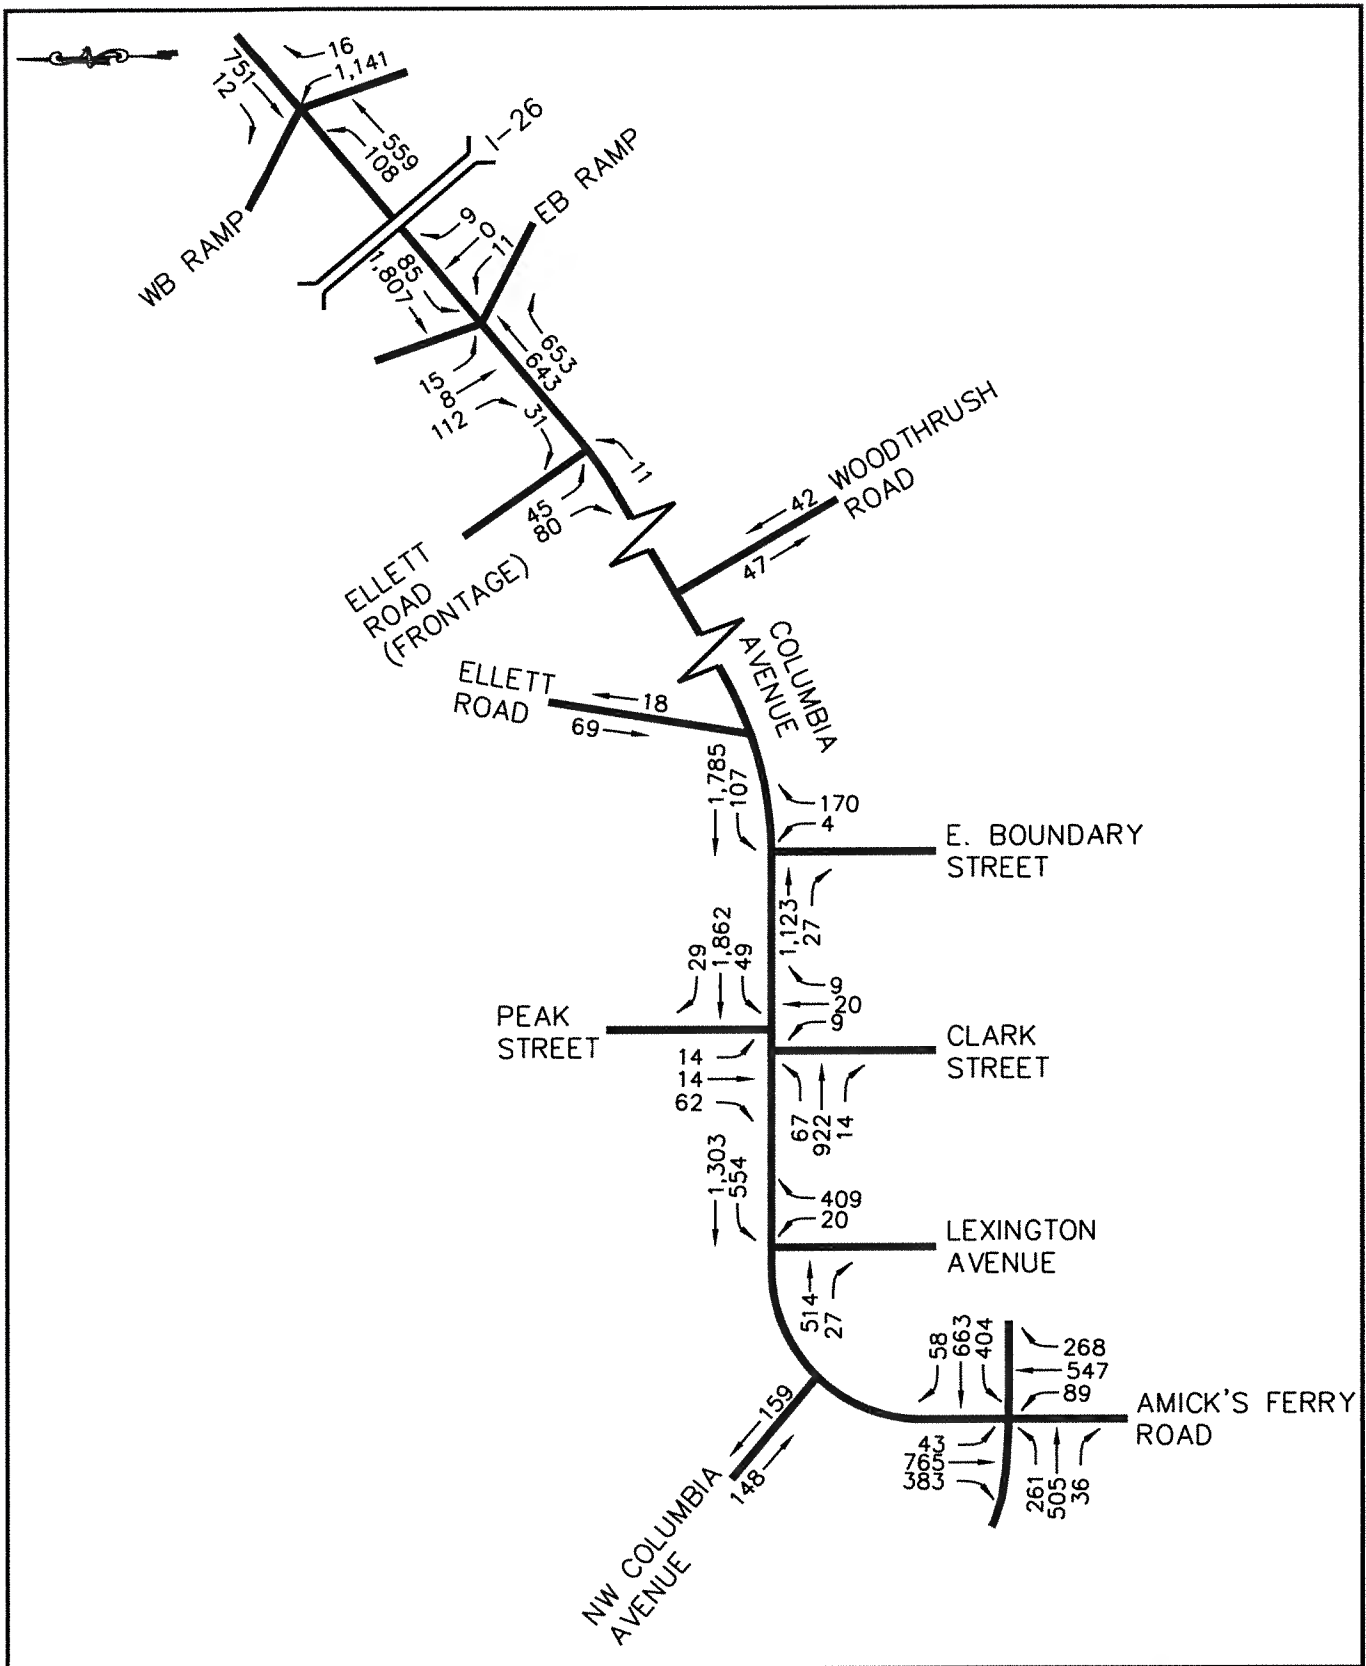 16
1,141
751
12
559
108
I-26
WB RAMP
EB RAMP
9
0
11
85
1,807
653
643
15
8
112
31
11
45
80
ELLETT
ROAD
(FRONTAGE)
42
47
WOODTHRUSH
ROAD
COLUMBIA
AVENUE
ELLETT
ROAD
18
69
1,785
107
170
4
E. BOUNDARY
STREET
1,123
27
29
1,862
49
9
20
9
PEAK
STREET
CLARK
STREET
14
14
62
67
922
14
1,303
554
409
20
LEXINGTON
AVENUE
514
27
58
663
404
268
547
89
AMICK'S FERRY
ROAD
159
148
NW COLUMBIA
AVENUE
43
765
383
261
505
36